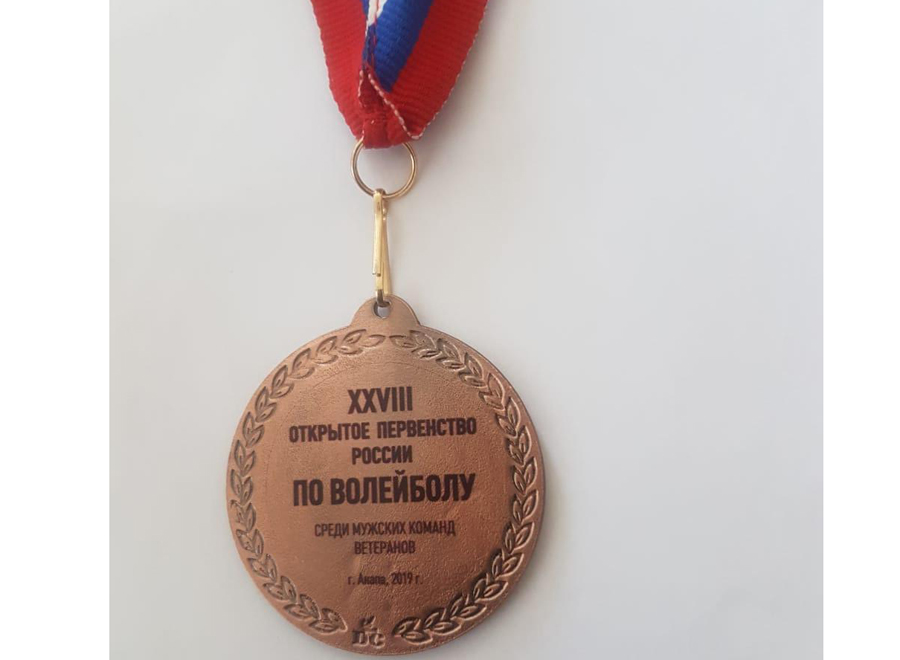 XXVIII
ОТКРЫТОЕ ПЕРВЕНСТВО
РОССИИ
ПО ВОЛЕЙБОЛУ
СРЕДИ МУЖСКИХ КОМАНД
ВЕТЕРАНОВ
г. Анапа, 2019 г.